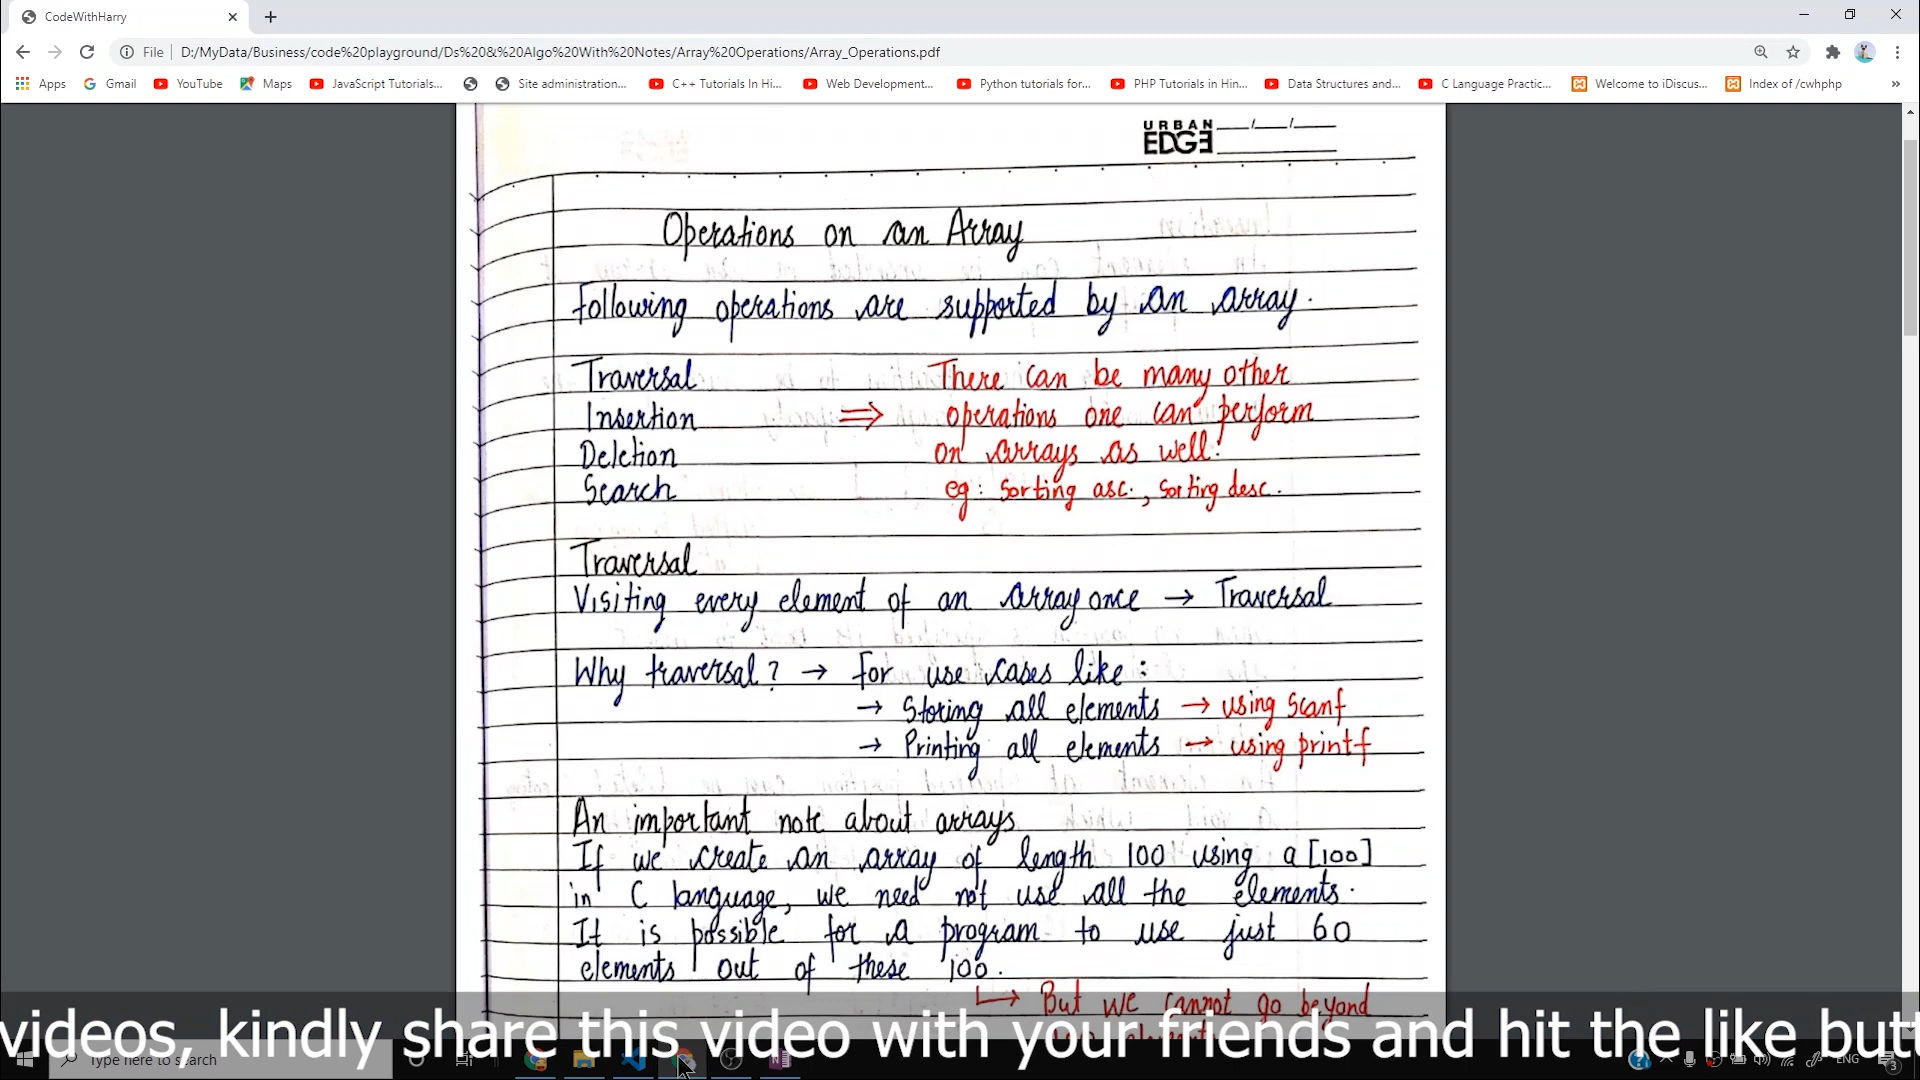 CodeWithHarry
File D:/MyData/Business/code%20playground/Ds%20&%20Algo%20With%20Notes/Array%20Operations/Array_Operations.pdf
Apps Gmail YouTube Maps JavaScript Tutorials... Site administration... C++ Tutorials In Hi... Web Development... Python tutorials for... PHP Tutorials in Hin... Data Structures and... C Language Practic... Welcome to iDiscus... Index of /cwhphp »
URBAN
EDGE
Operations on an Array
Following operations are supported by an array.
Traversal There can be many other
Insertion ⇒ operations one can perform
Deletion on arrays as well.
Search eg: Sorting asc., Sorting desc.
Traversal
Visiting every element of an array once → Traversal
Why traversal? → For use cases like:
→ Storing all elements → using Scanf
→ Printing all elements → using printf
An important note about arrays
If we create an array of length 100 using a[100]
in C language, we need not use all the elements.
It is possible for a program to use just 60
elements out of these 100.
↳ But we cannot go beyond
videos, kindly share this video with your friends and hit the like butt
Type here to search
ENG
3